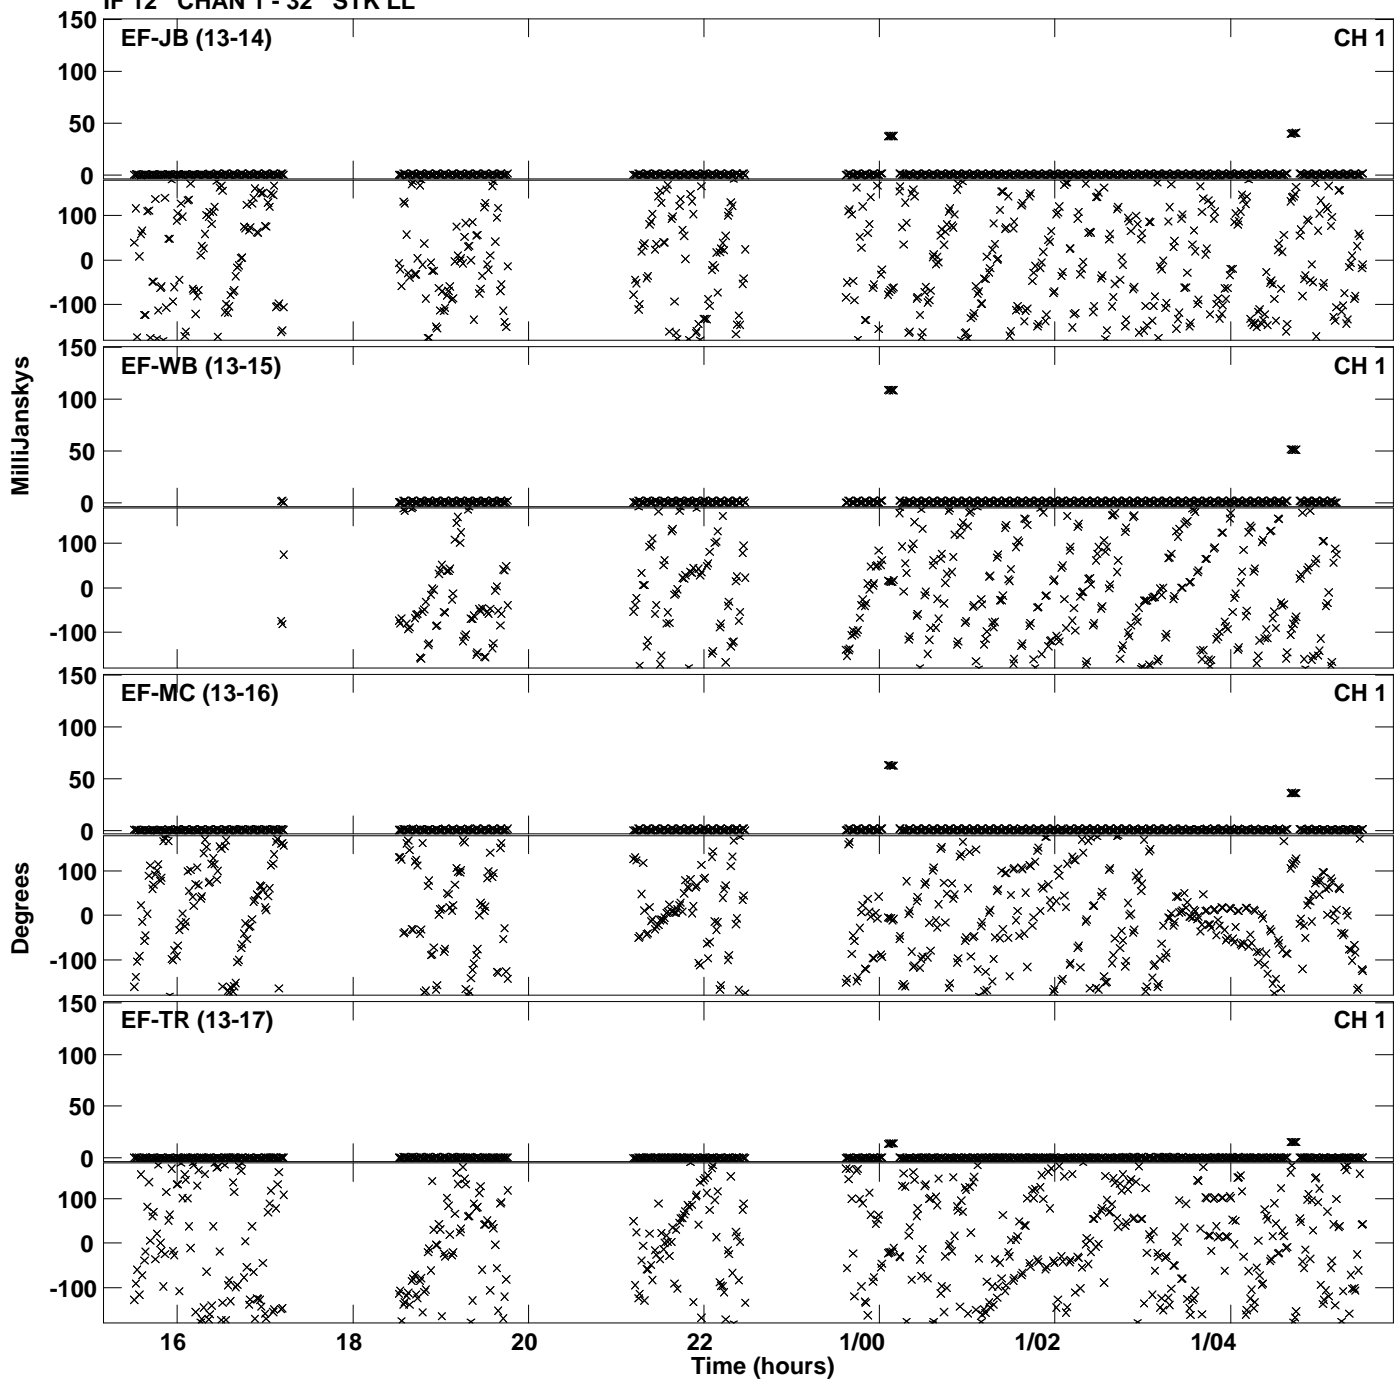 IF 12 CHAN 1 - 32 STK LL
EF-JB (13-14)
CH 1
150
100
50
0
100
0
-100
EF-WB (13-15)
CH 1
150
100
50
0
100
0
-100
MilliJanskys
EF-MC (13-16)
CH 1
150
100
50
0
100
0
-100
Degrees
EF-TR (13-17)
CH 1
150
100
50
0
100
0
-100
16 18 20 22 1/00 1/02 1/04
Time (hours)